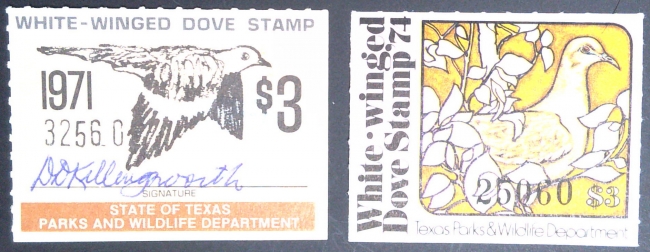 WHITE-WINGED DOVE STAMP
1971
$3
3256.0
D.D. Killingsworth
SIGNATURE
STATE OF TEXAS
PARKS AND WILDLIFE DEPARTMENT
White-winged
Dove Stamp '74
25060
$3
Texas Parks & Wildlife Department